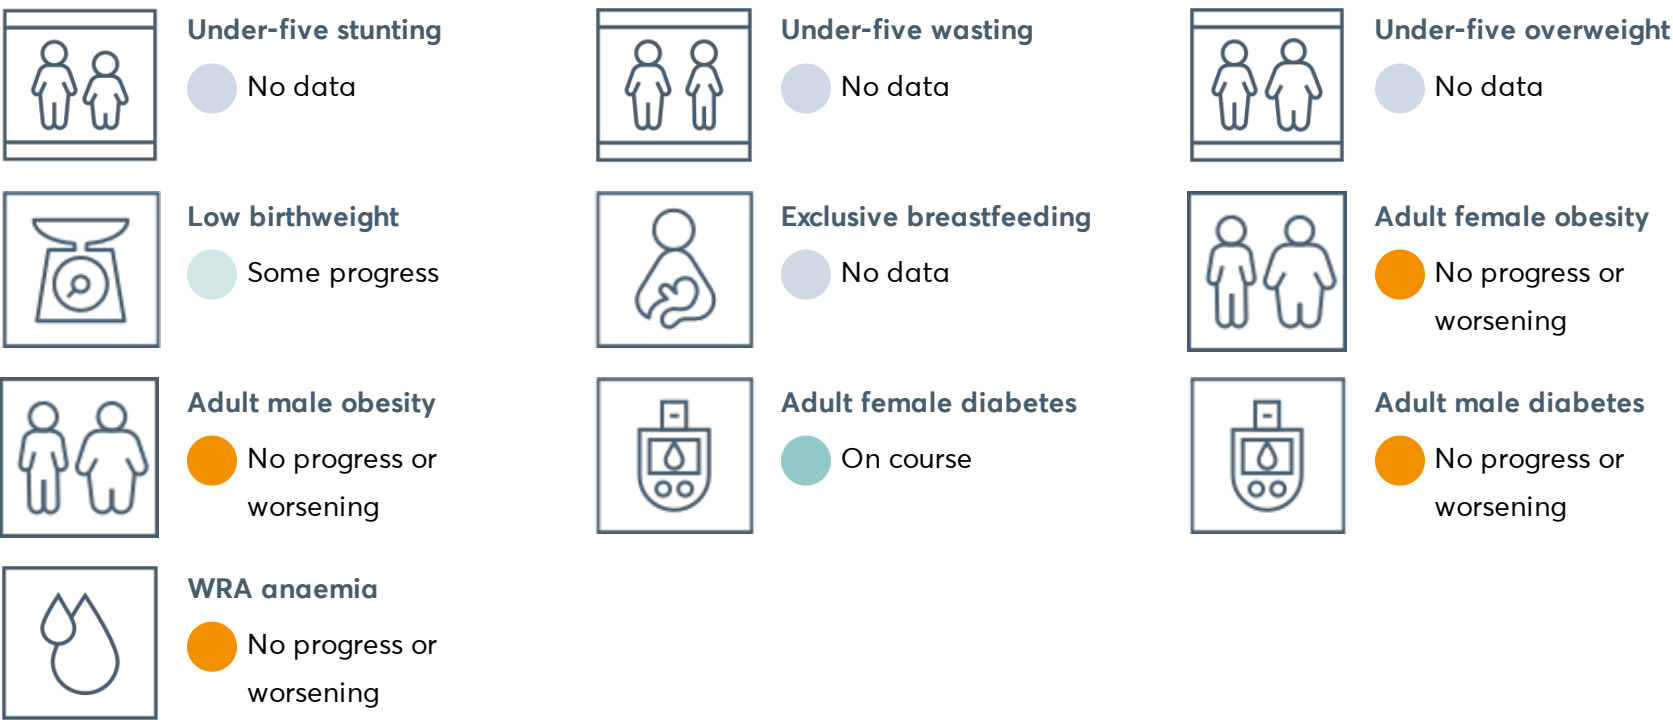 Under-five stunting
No data
Under-five wasting
No data
Under-five overweight
No data
Low birthweight
Some progress
Exclusive breastfeeding
No data
Adult female obesity
No progress or
worsening
Adult male obesity
No progress or
worsening
Adult female diabetes
On course
Adult male diabetes
No progress or
worsening
WRA anaemia
No progress or
worsening